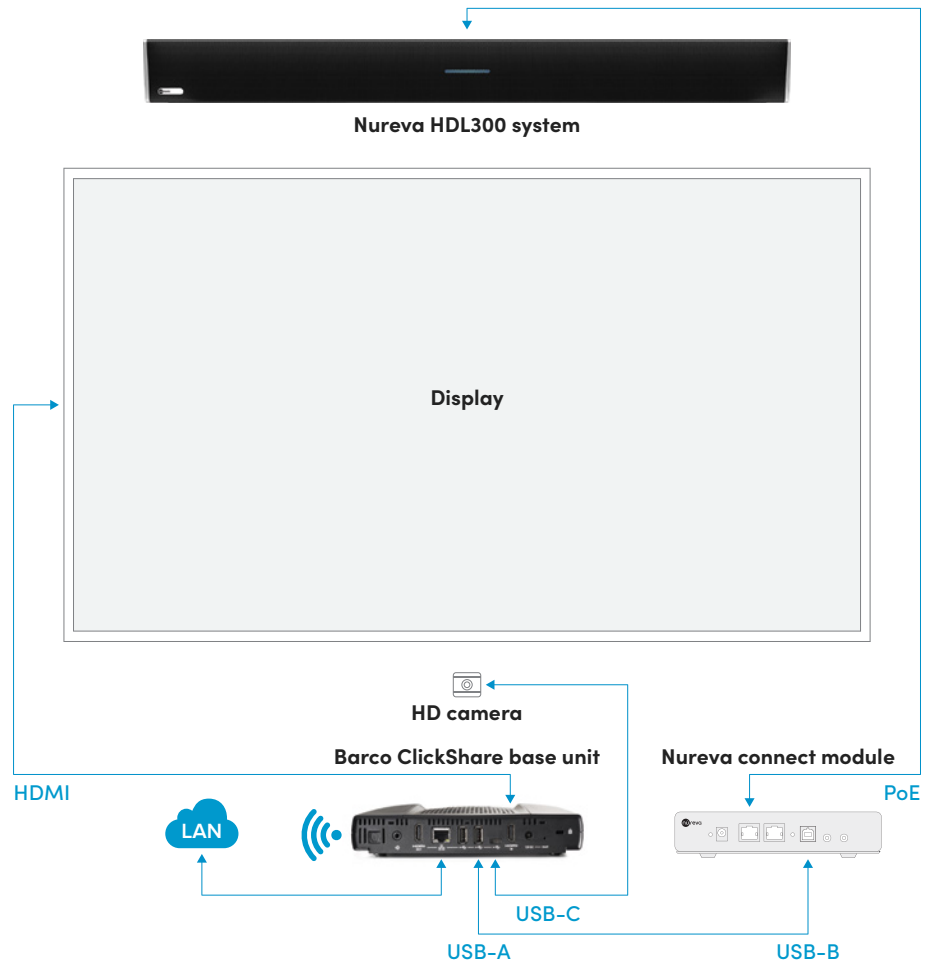 Nureva HDL300 system
Display
HD camera
Barco ClickShare base unit
Nureva connect module
HDMI
PoE
LAN
nureva
USB-C
USB-A
USB-B